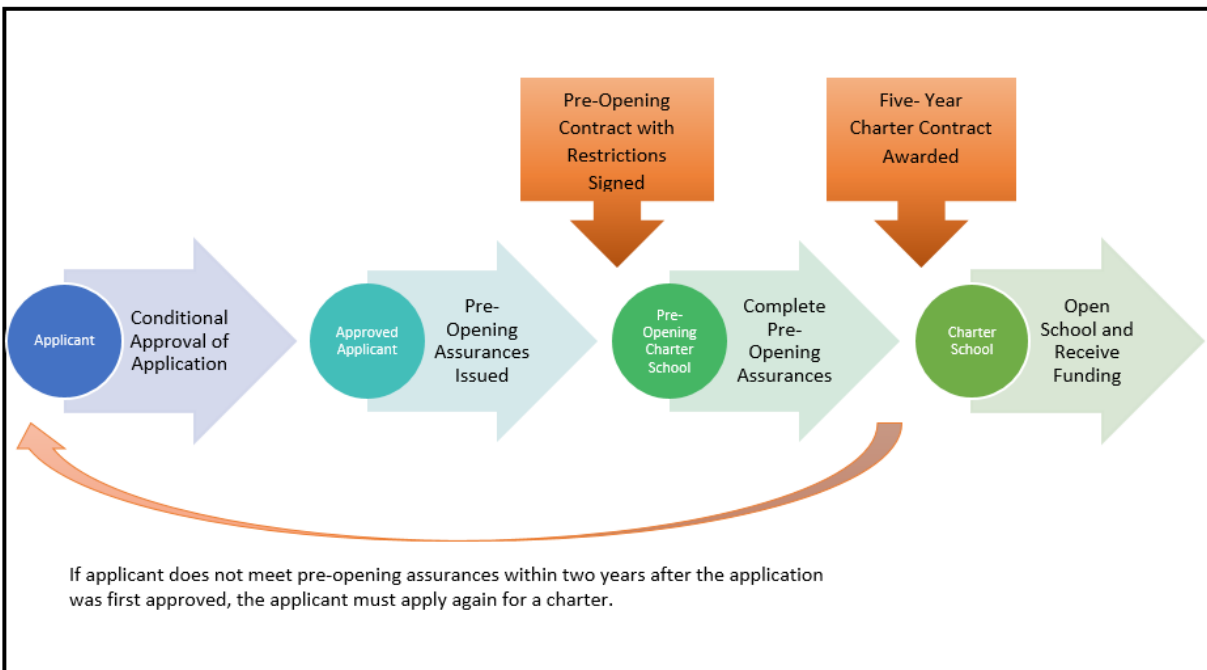 Pre-Opening
Contract with
Restrictions
Signed
Five- Year
Charter Contract
Awarded
Applicant
Conditional
Approval of
Application
Approved
Applicant
Pre-
Opening
Assurances
Issued
Pre-
Opening
Charter
School
Complete
Pre-
Opening
Assurances
Charter
School
Open
School and
Receive
Funding
If applicant does not meet pre-opening assurances within two years after the application
was first approved, the applicant must apply again for a charter.